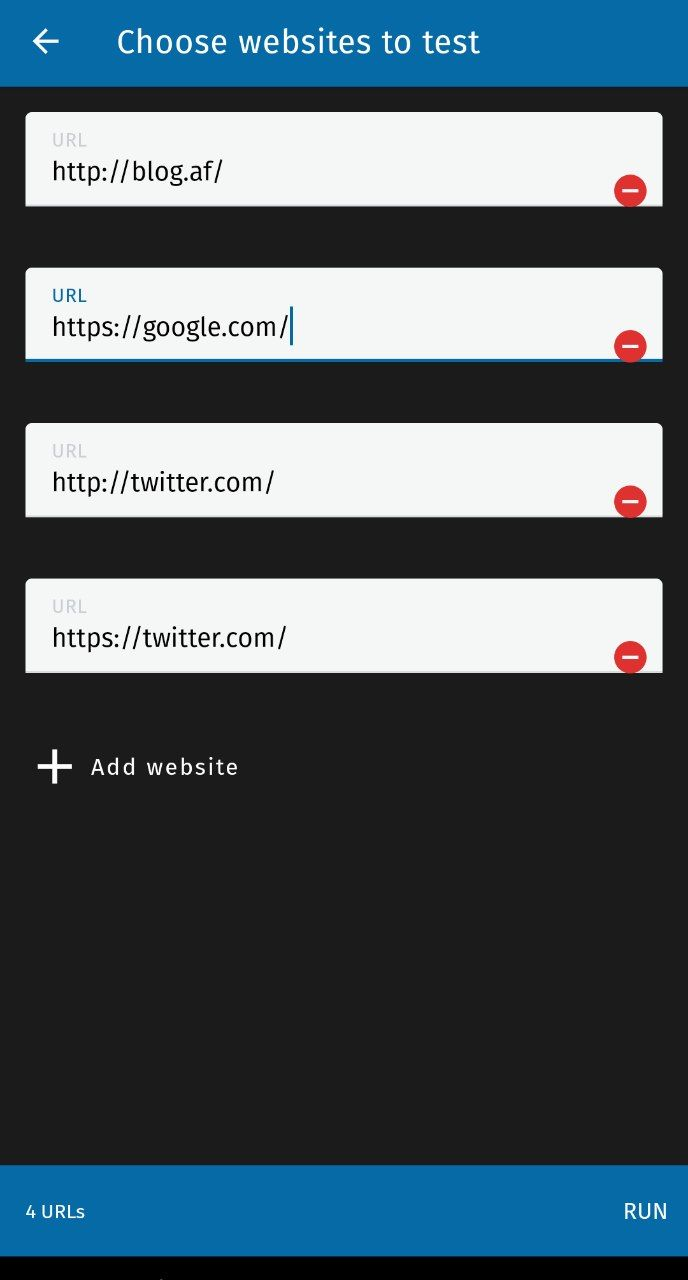 Choose websites to test
URL
http://blog.af/
URL
https://google.com/
URL
http://twitter.com/
URL
https://twitter.com/
Add website
4 URLs
RUN